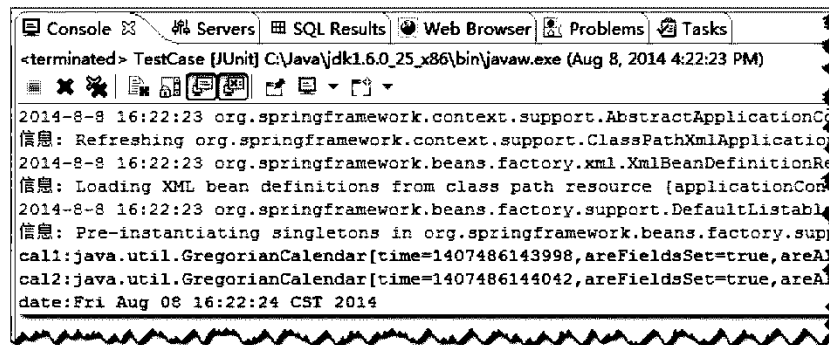 Console Servers SQL Results Web Browser Problems Tasks
<terminated> TestCase [JUnit] C:\Java\jdk1.6.0_25_x86\bin\javaw.exe (Aug 8, 2014 4:22:23 PM)
2014-8-8 16:22:23 org.springframework.context.support.AbstractApplicationCo
信息: Refreshing org.springframework.context.support.ClassPathXmlApplicatio
2014-8-8 16:22:23 org.springframework.beans.factory.xml.XmlBeanDefinitionRe
信息: Loading XML bean definitions from class path resource [applicationCon
2014-8-8 16:22:23 org.springframework.beans.factory.support.DefaultListabl
信息: Pre-instantiating singletons in org.springframework.beans.factory.sup
cal1:java.util.GregorianCalendar[time=1407486143998,areFieldsSet=true,areAl
cal2:java.util.GregorianCalendar[time=1407486144042,areFieldsSet=true,areAl
date:Fri Aug 08 16:22:24 CST 2014